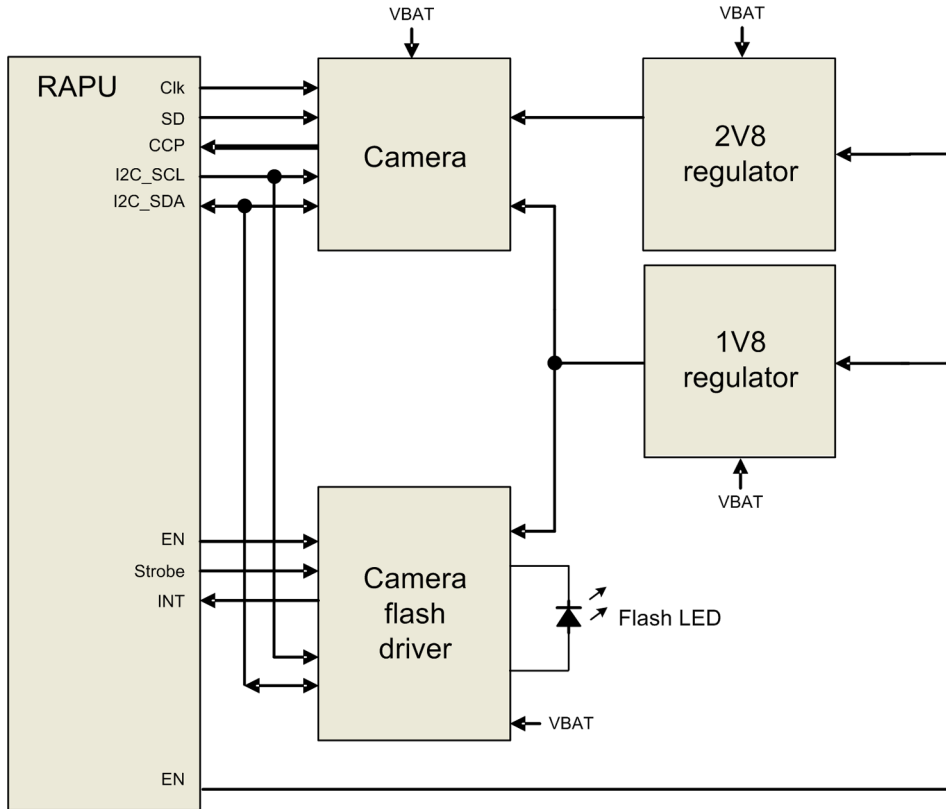 VBAT
VBAT
RAPU
Clk
SD
CCP
I2C_SCL
I2C_SDA
Camera
2V8
regulator
1V8
regulator
VBAT
EN
Strobe
INT
Camera
flash
driver
Flash LED
VBAT
EN